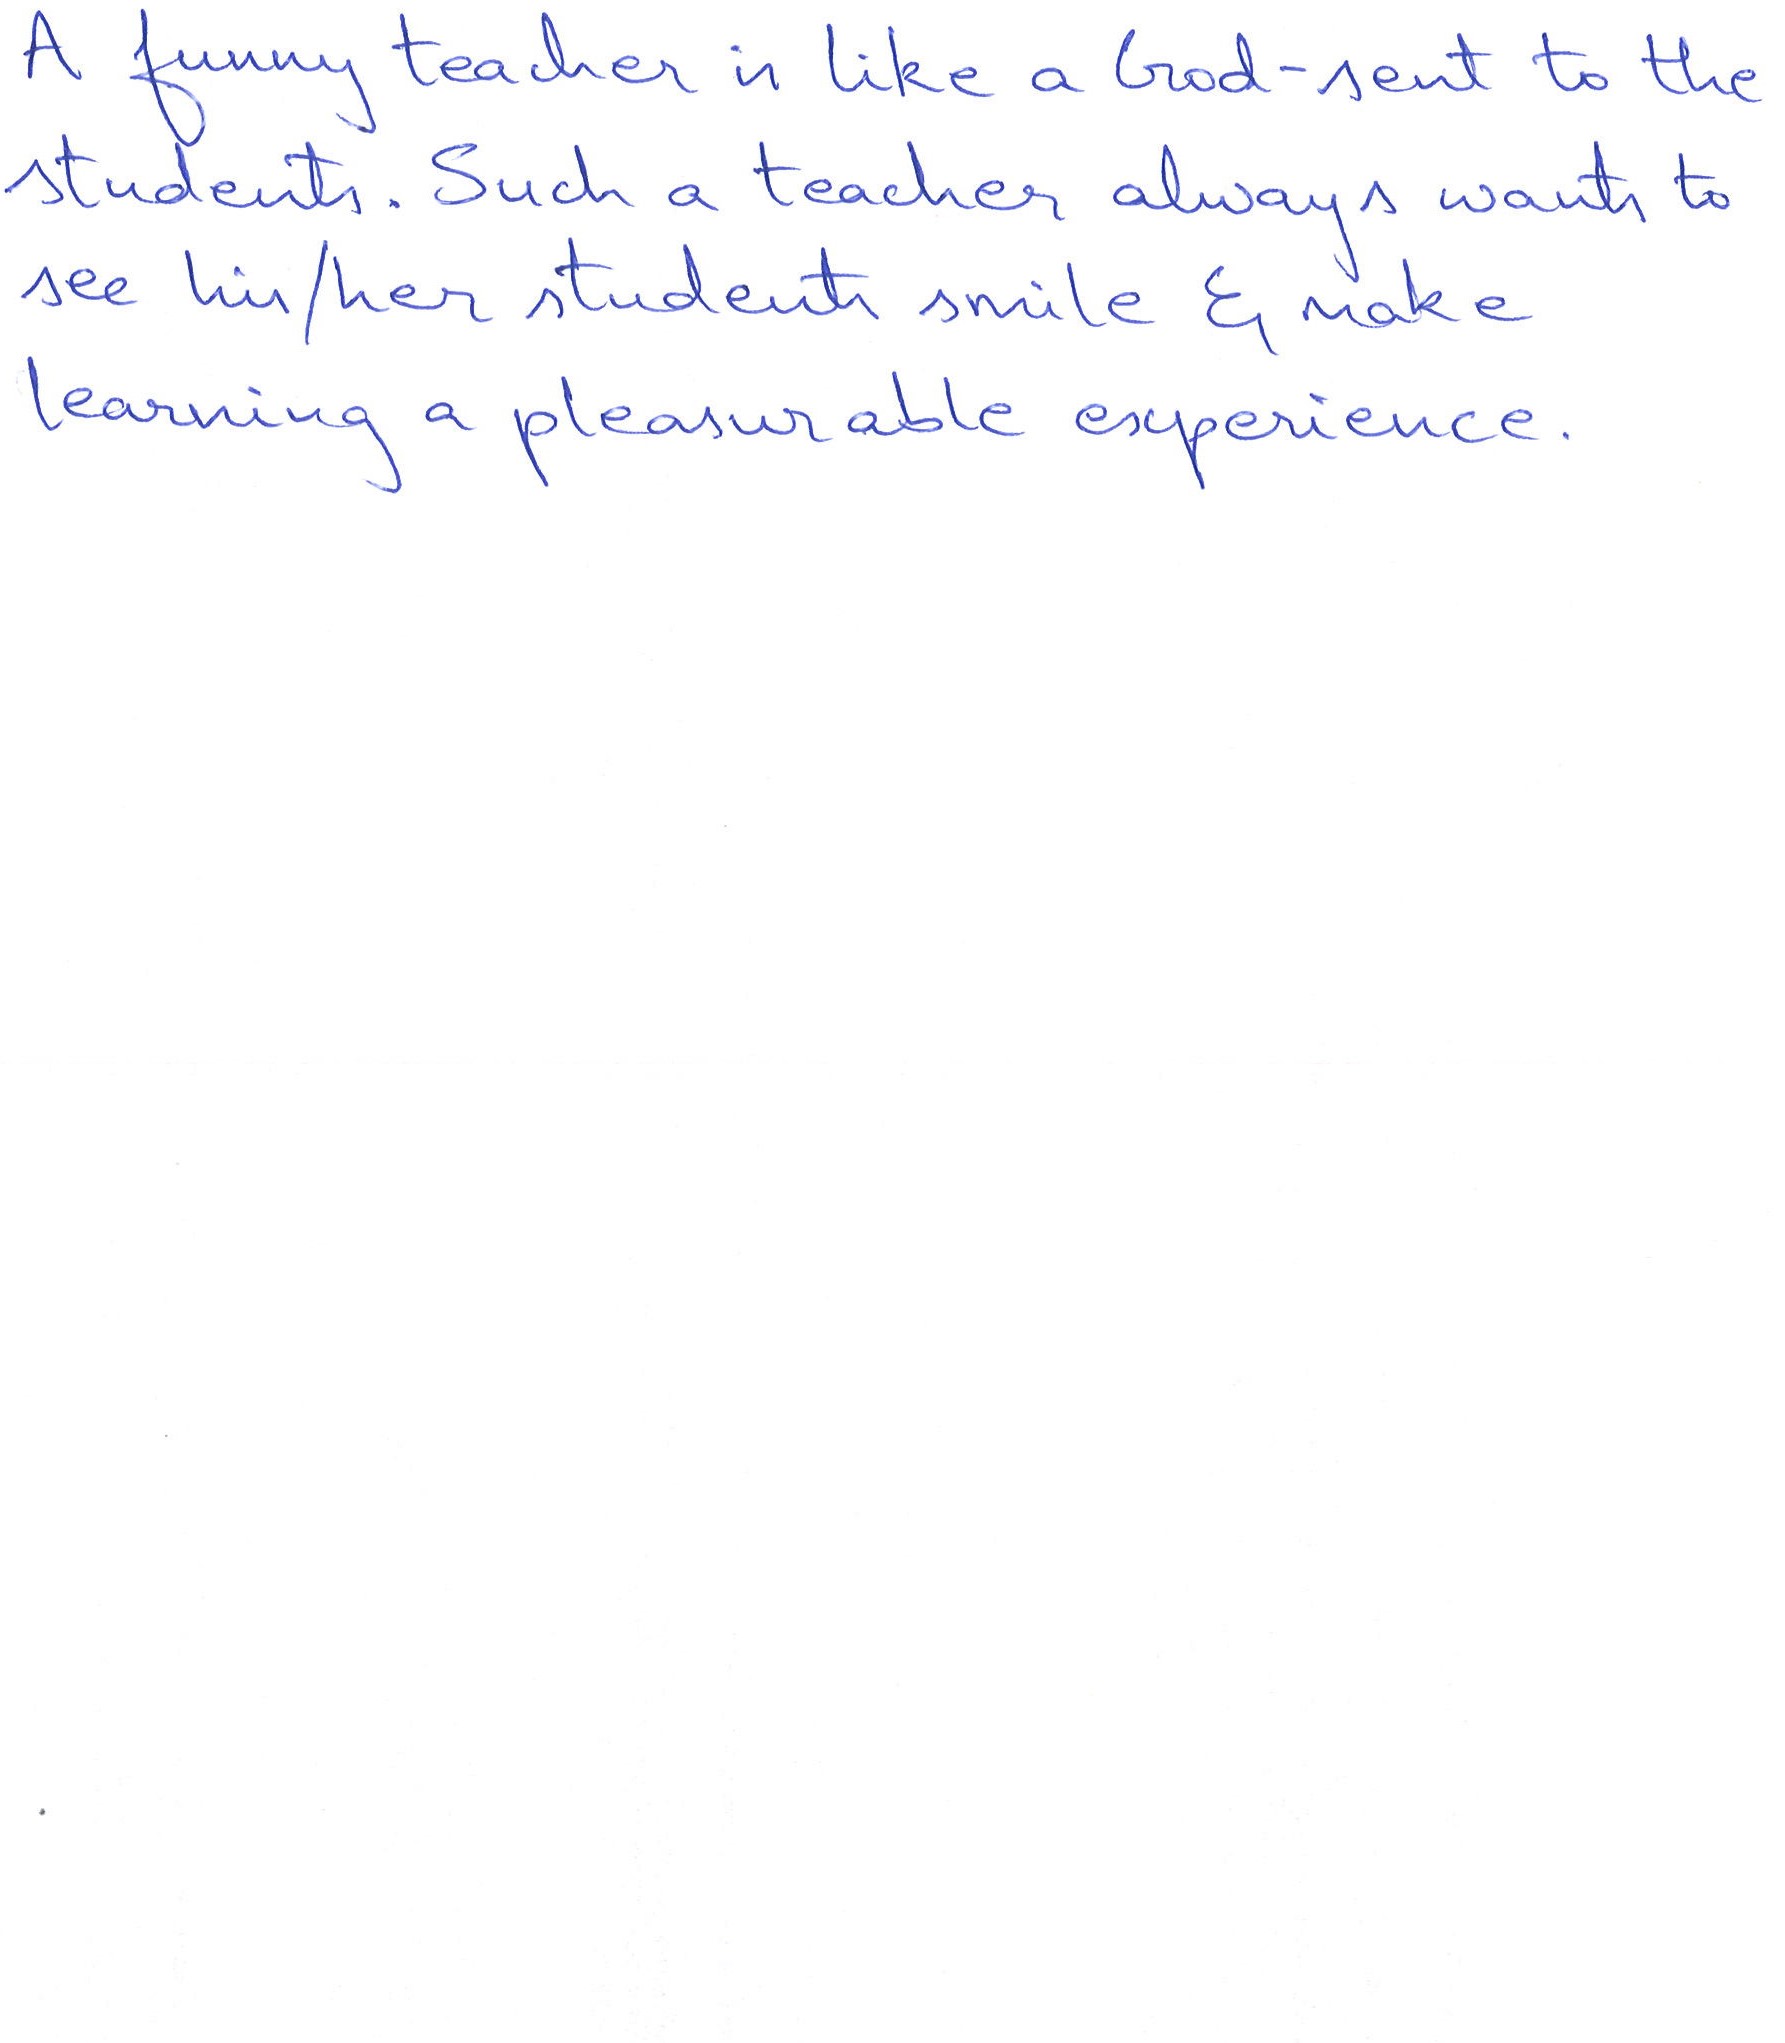 A funny teacher is like a God-sent to the
students. Such a teacher always wants to
see his/her students smile & make
learning a pleasurable experience.